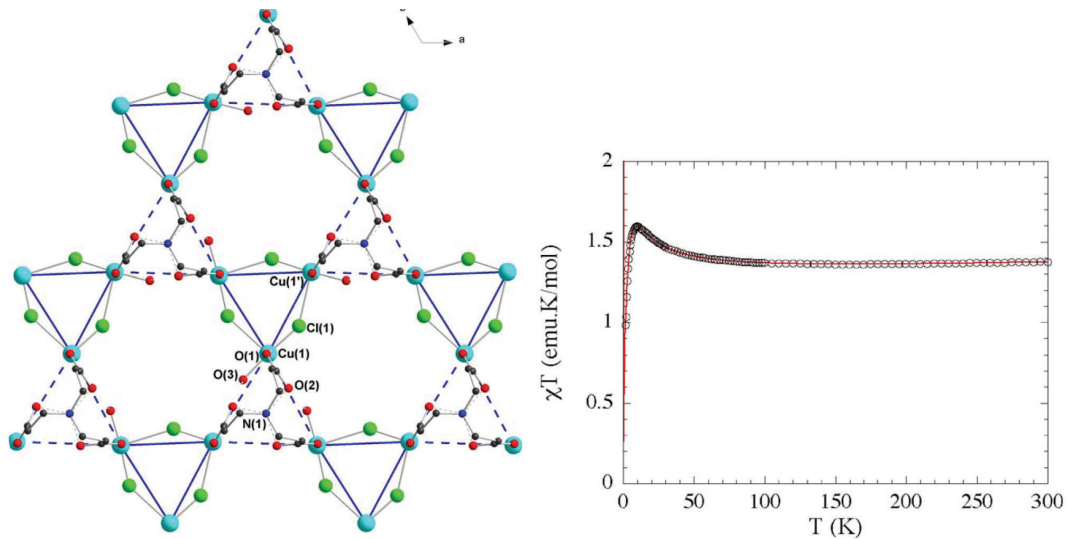 a
Cu(1')
Cl(1)
O(1)
Cu(1)
O(3)
O(2)
N(1)
2
1.5
1
0.5
0
χT (emu.K/mol)
0
50
100
150
200
250
300
T (K)